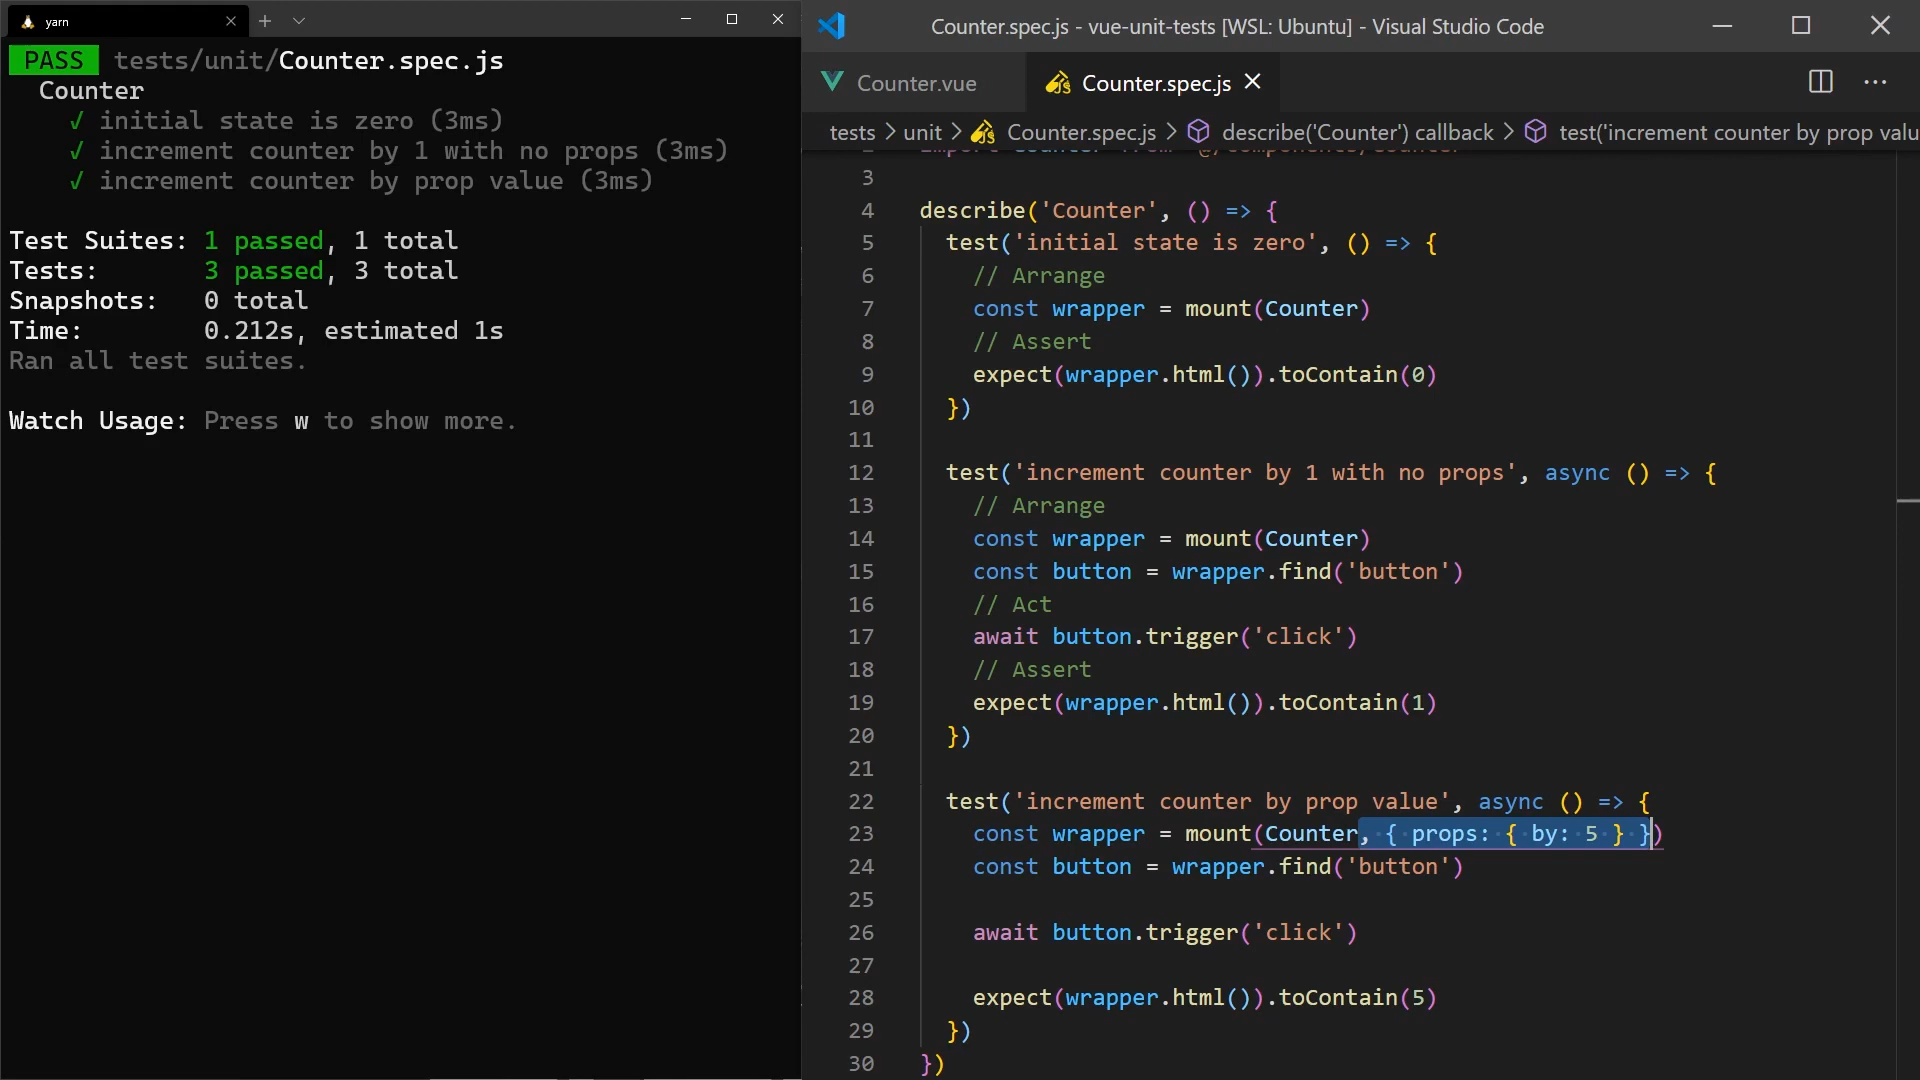 yarn
PASS tests/unit/Counter.spec.js
Counter
√ initial state is zero (3ms)
√ increment counter by 1 with no props (3ms)
√ increment counter by prop value (3ms)
Test Suites: 1 passed, 1 total
Tests: 3 passed, 3 total
Snapshots: 0 total
Time: 0.212s, estimated 1s
Ran all test suites.
Watch Usage: Press w to show more.
Counter.spec.js - vue-unit-tests [WSL: Ubuntu] - Visual Studio Code
Counter.vue
Counter.spec.js
tests > unit > Counter.spec.js > describe('Counter') callback > test('increment counter by prop valu
3
4 describe('Counter', () => {
5 test('initial state is zero', () => {
6 // Arrange
7 const wrapper = mount(Counter)
8 // Assert
9 expect(wrapper.html()).toContain(0)
10 })
11
12 test('increment counter by 1 with no props', async () => {
13 // Arrange
14 const wrapper = mount(Counter)
15 const button = wrapper.find('button')
16 // Act
17 await button.trigger('click')
18 // Assert
19 expect(wrapper.html()).toContain(1)
20 })
21
22 test('increment counter by prop value', async () => {
23 const wrapper = mount(Counter, { props: { by: 5 } })
24 const button = wrapper.find('button')
25
26 await button.trigger('click')
27
28 expect(wrapper.html()).toContain(5)
29 })
30 })